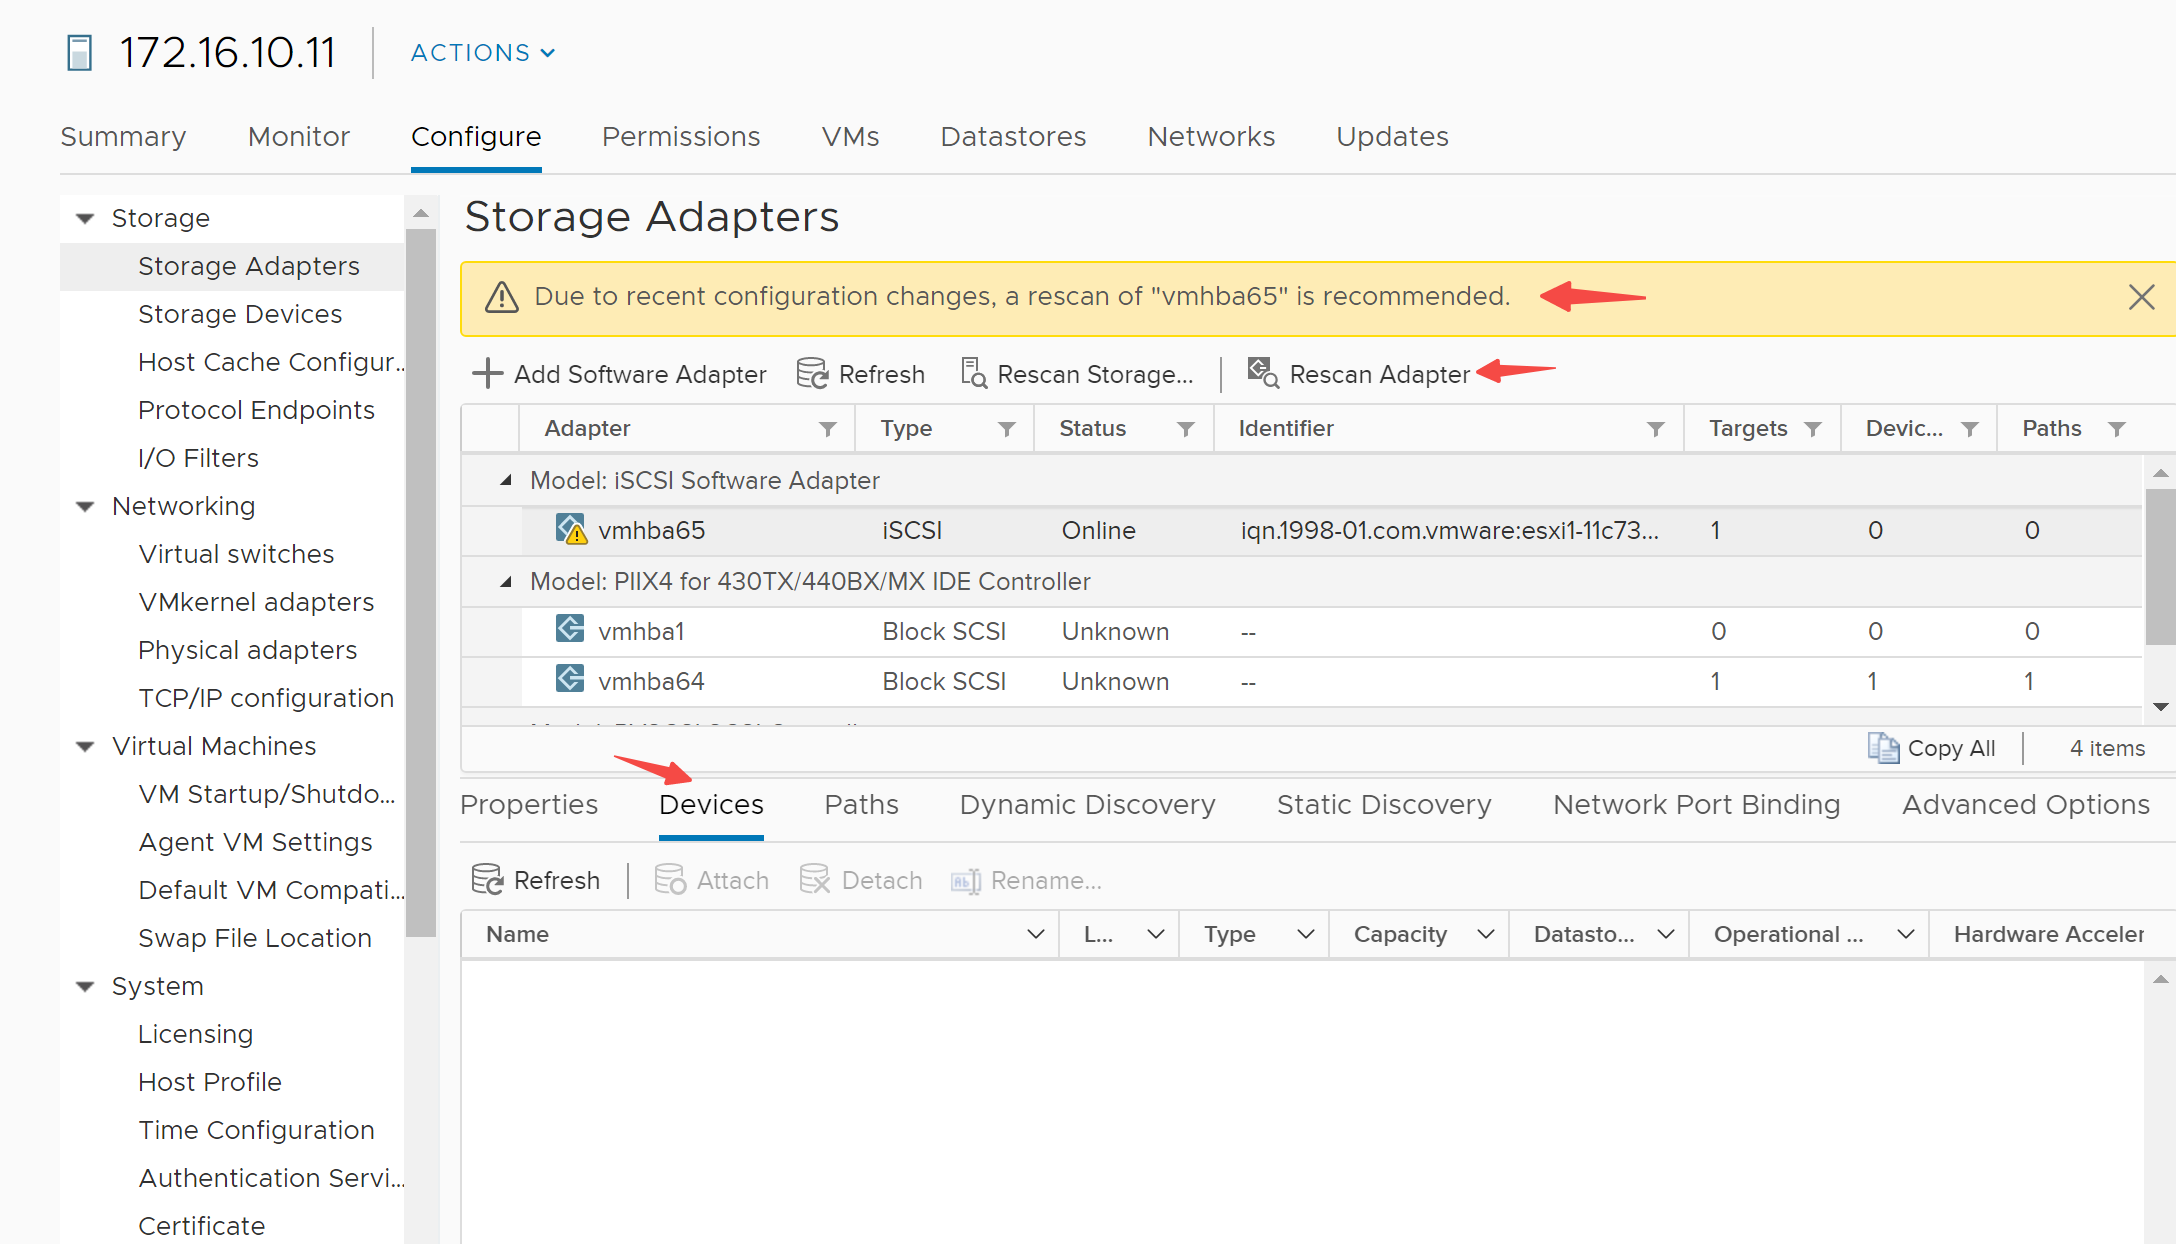 172.16.10.11
ACTIONS
Summary Monitor Configure Permissions VMs Datastores Networks Updates
Storage
Storage Adapters
Storage Devices
Host Cache Configur...
Protocol Endpoints
I/O Filters
Networking
Virtual switches
VMkernel adapters
Physical adapters
TCP/IP configuration
Virtual Machines
VM Startup/Shutdo...
Agent VM Settings
Default VM Compati...
Swap File Location
System
Licensing
Host Profile
Time Configuration
Authentication Servi...
Certificate
Storage Adapters
Due to recent configuration changes, a rescan of "vmhba65" is recommended.
Add Software Adapter Refresh Rescan Storage... Rescan Adapter
Adapter Type Status Identifier Targets Devic... Paths
Model: iSCSI Software Adapter
vmhba65 iSCSI Online iqn.1998-01.com.vmware:esxi1-11c73... 1 0 0
Model: PIIX4 for 430TX/440BX/MX IDE Controller
vmhba1 Block SCSI Unknown -- 0 0 0
vmhba64 Block SCSI Unknown -- 1 1 1
Copy All 4 items
Properties Devices Paths Dynamic Discovery Static Discovery Network Port Binding Advanced Options
Refresh Attach Detach Rename...
Name L... Type Capacity Datasto... Operational ... Hardware Acceler